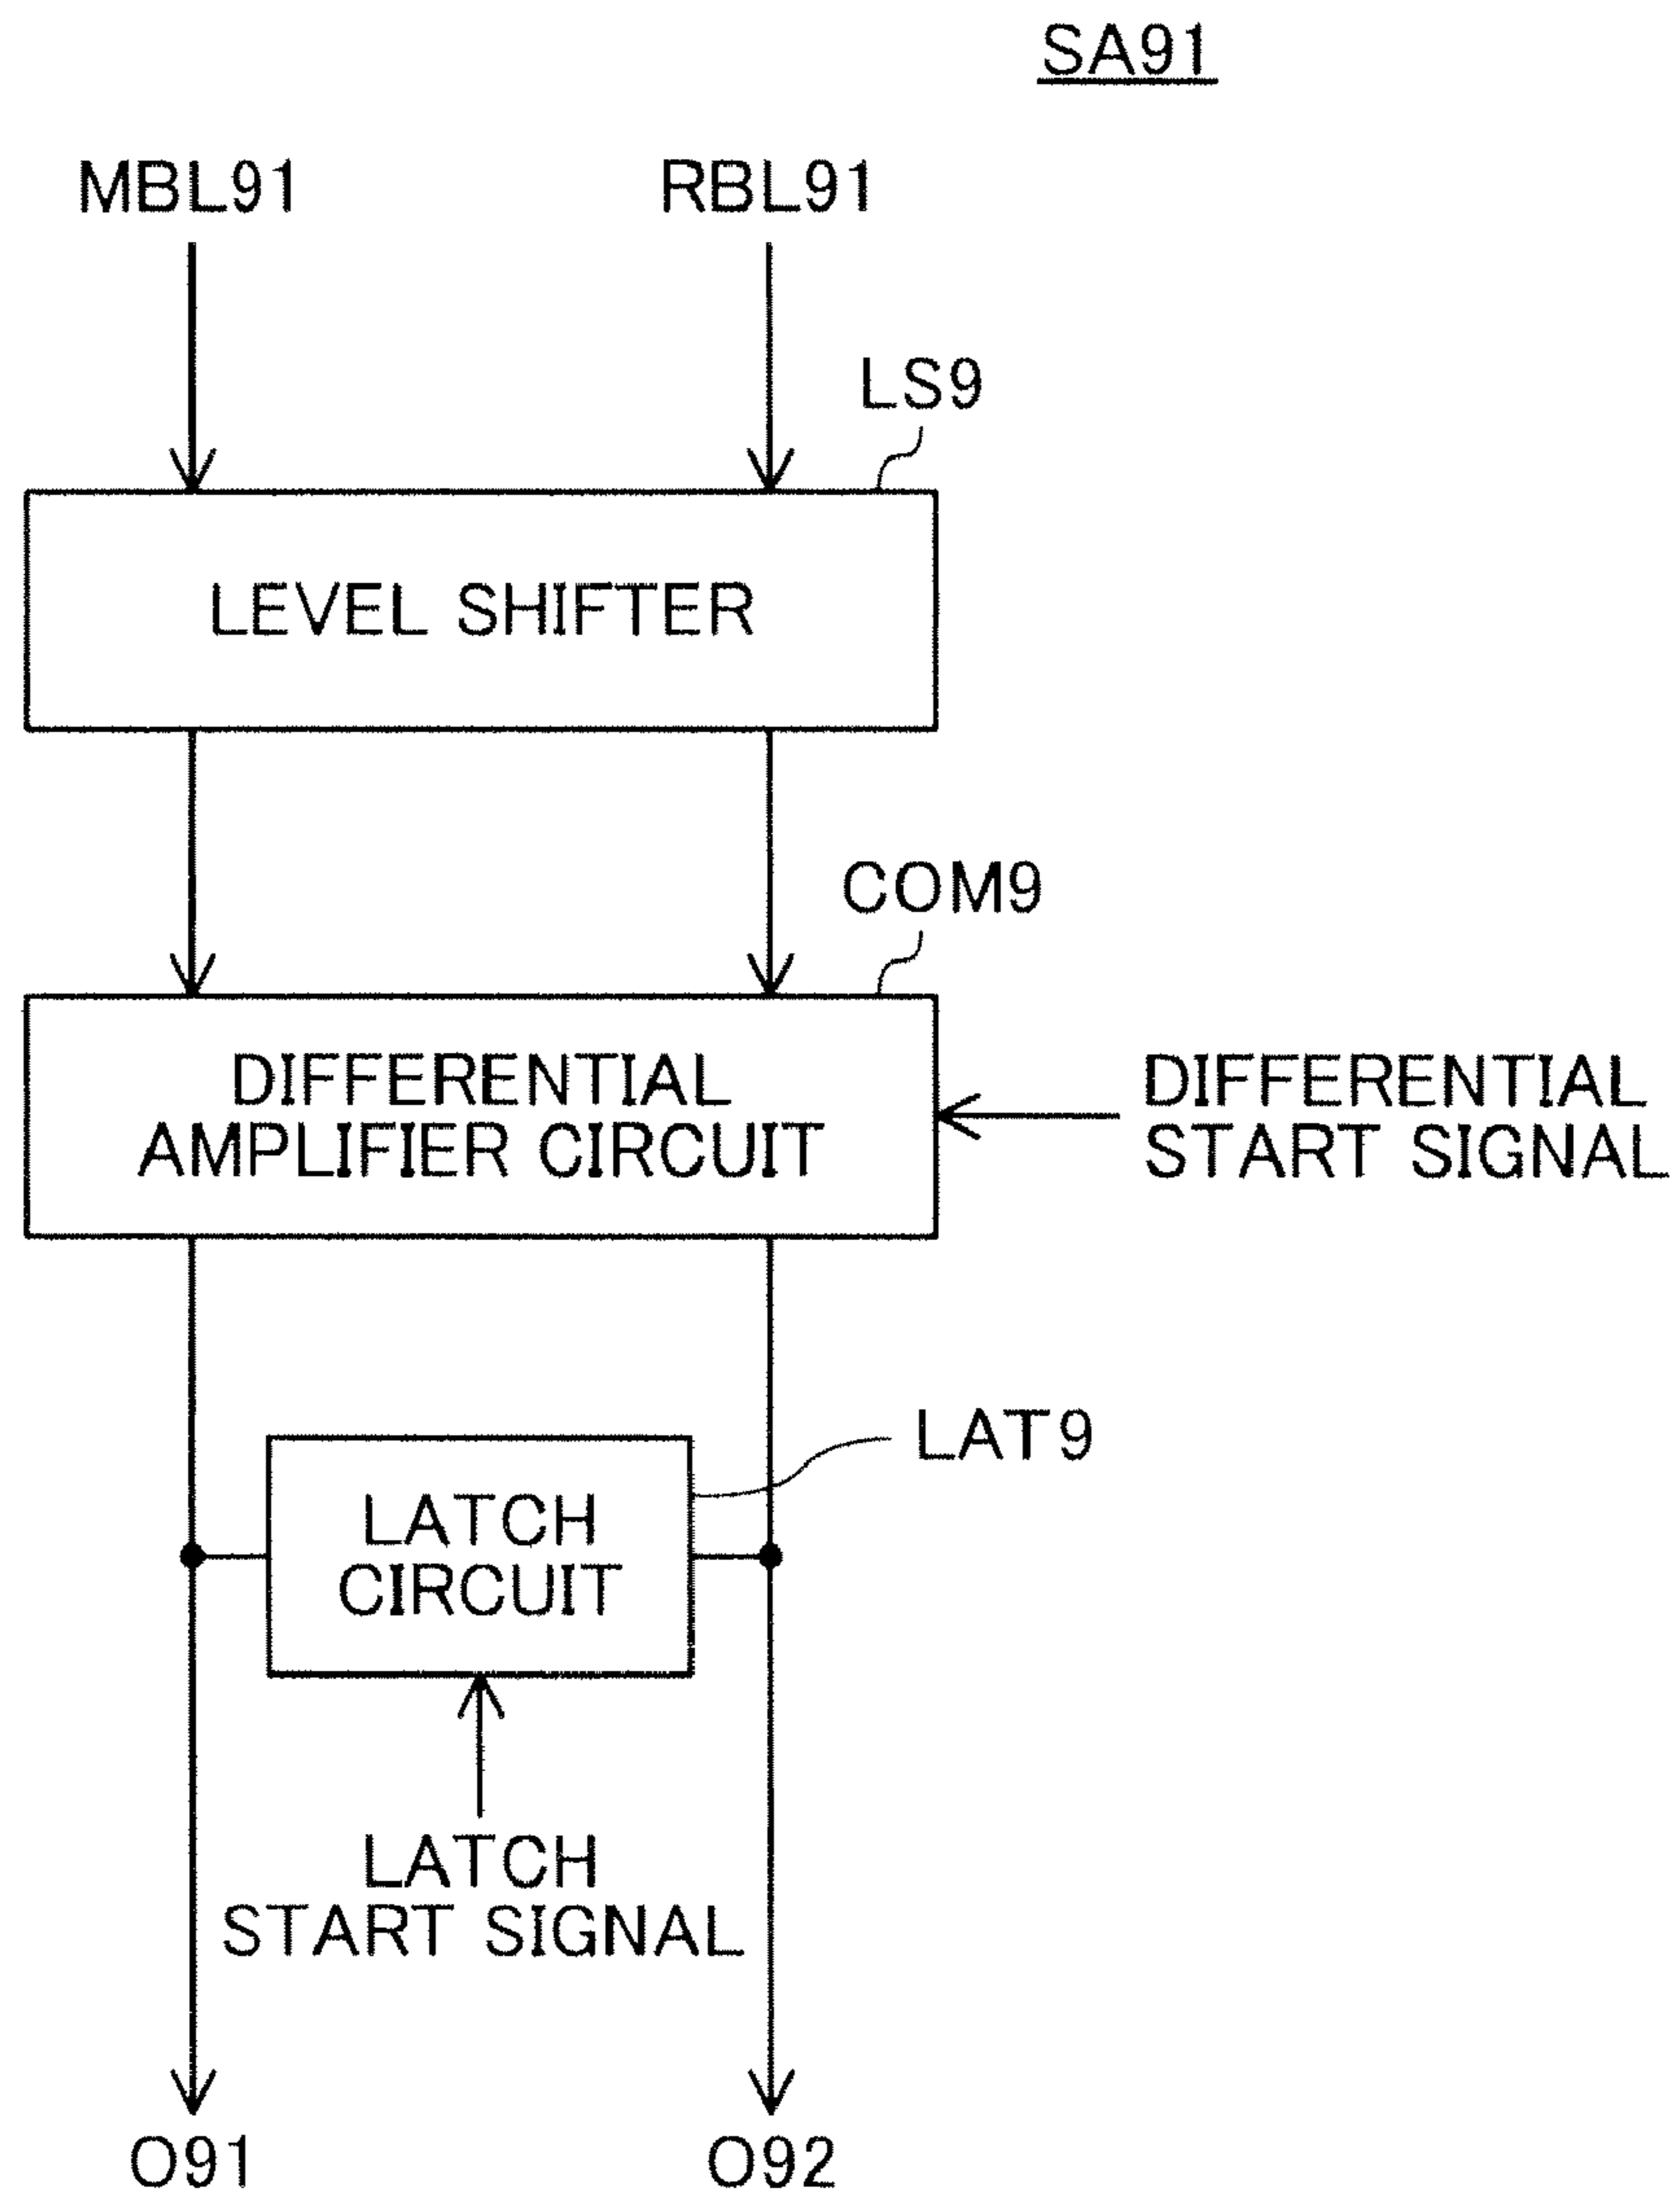 SA91
MBL91
RBL91
LS9
LEVEL SHIFTER
COM9
DIFFERENTIAL
AMPLIFIER CIRCUIT
DIFFERENTIAL
START SIGNAL
LAT9
LATCH
CIRCUIT
LATCH
START SIGNAL
O91
O92